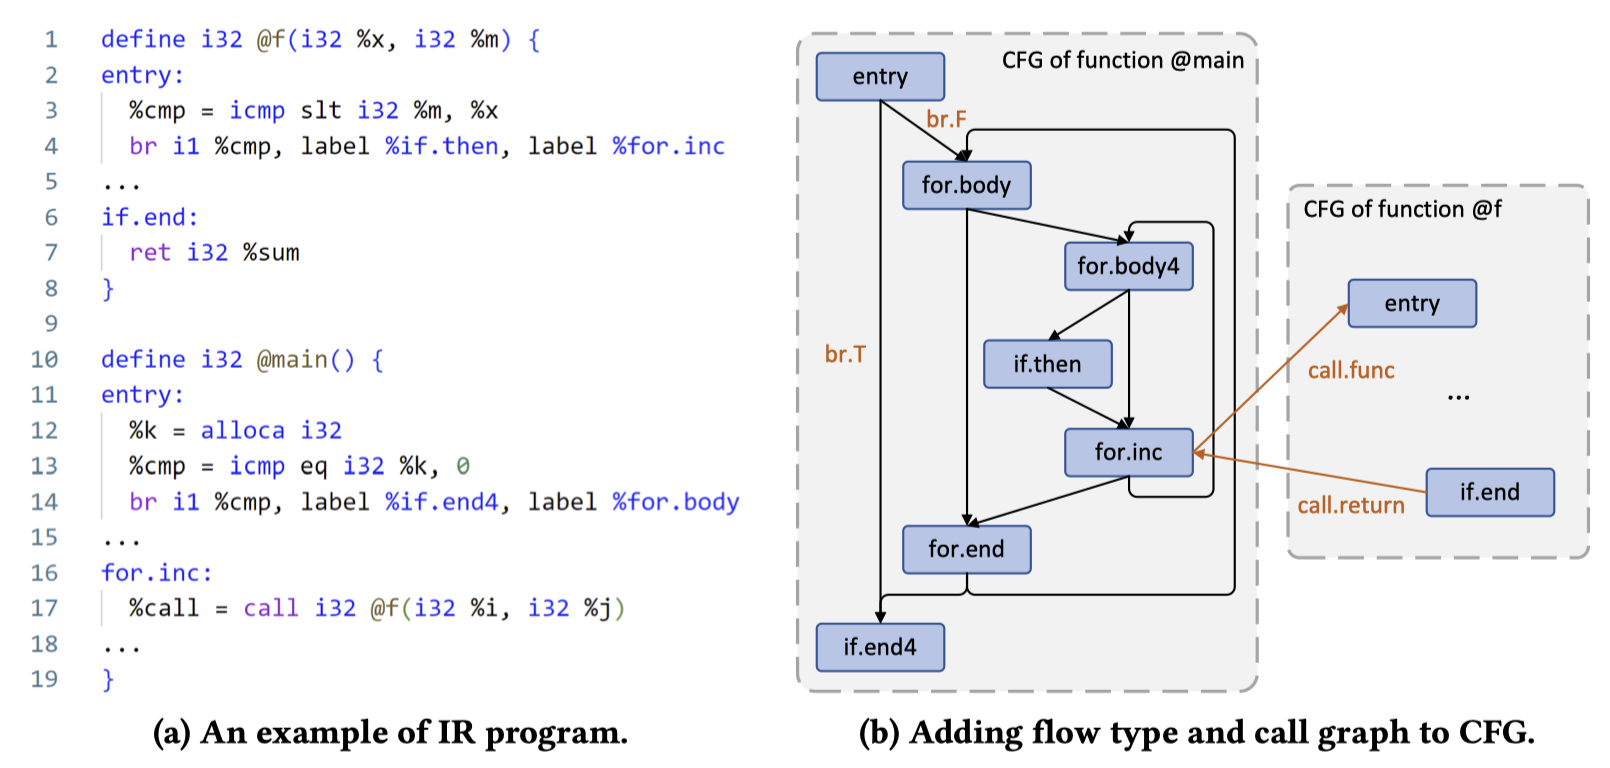 1 define i32 @f(i32 %x, i32 %m) {
2 entry:
3 %cmp = icmp slt i32 %m, %x
4 br i1 %cmp, label %if.then, label %for.inc
5 ...
6 if.end:
7 ret i32 %sum
8 }
9
10 define i32 @main() {
11 entry:
12 %k = alloca i32
13 %cmp = icmp eq i32 %k, 0
14 br i1 %cmp, label %if.end4, label %for.body
15 ...
16 for.inc:
17 %call = call i32 @f(i32 %i, i32 %j)
18 ...
19 }
(a) An example of IR program.
CFG of function @main
entry
br.F
for.body
for.body4
br.T
if.then
for.inc
for.end
if.end4
CFG of function @f
entry
call.func
...
if.end
call.return
(b) Adding flow type and call graph to CFG.